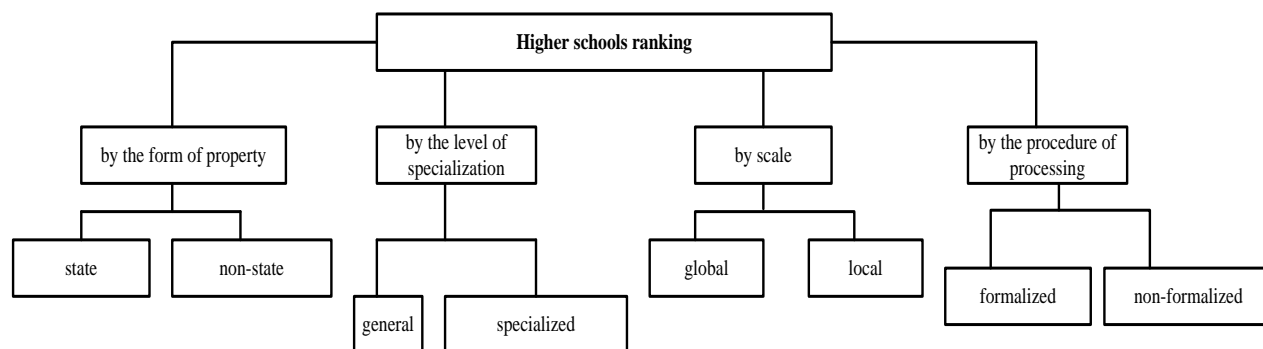 Higher schools ranking
by the form of property
by the level of
specialization
by scale
by the procedure of
processing
state
non-state
general
specialized
global
local
formalized
non-formalized